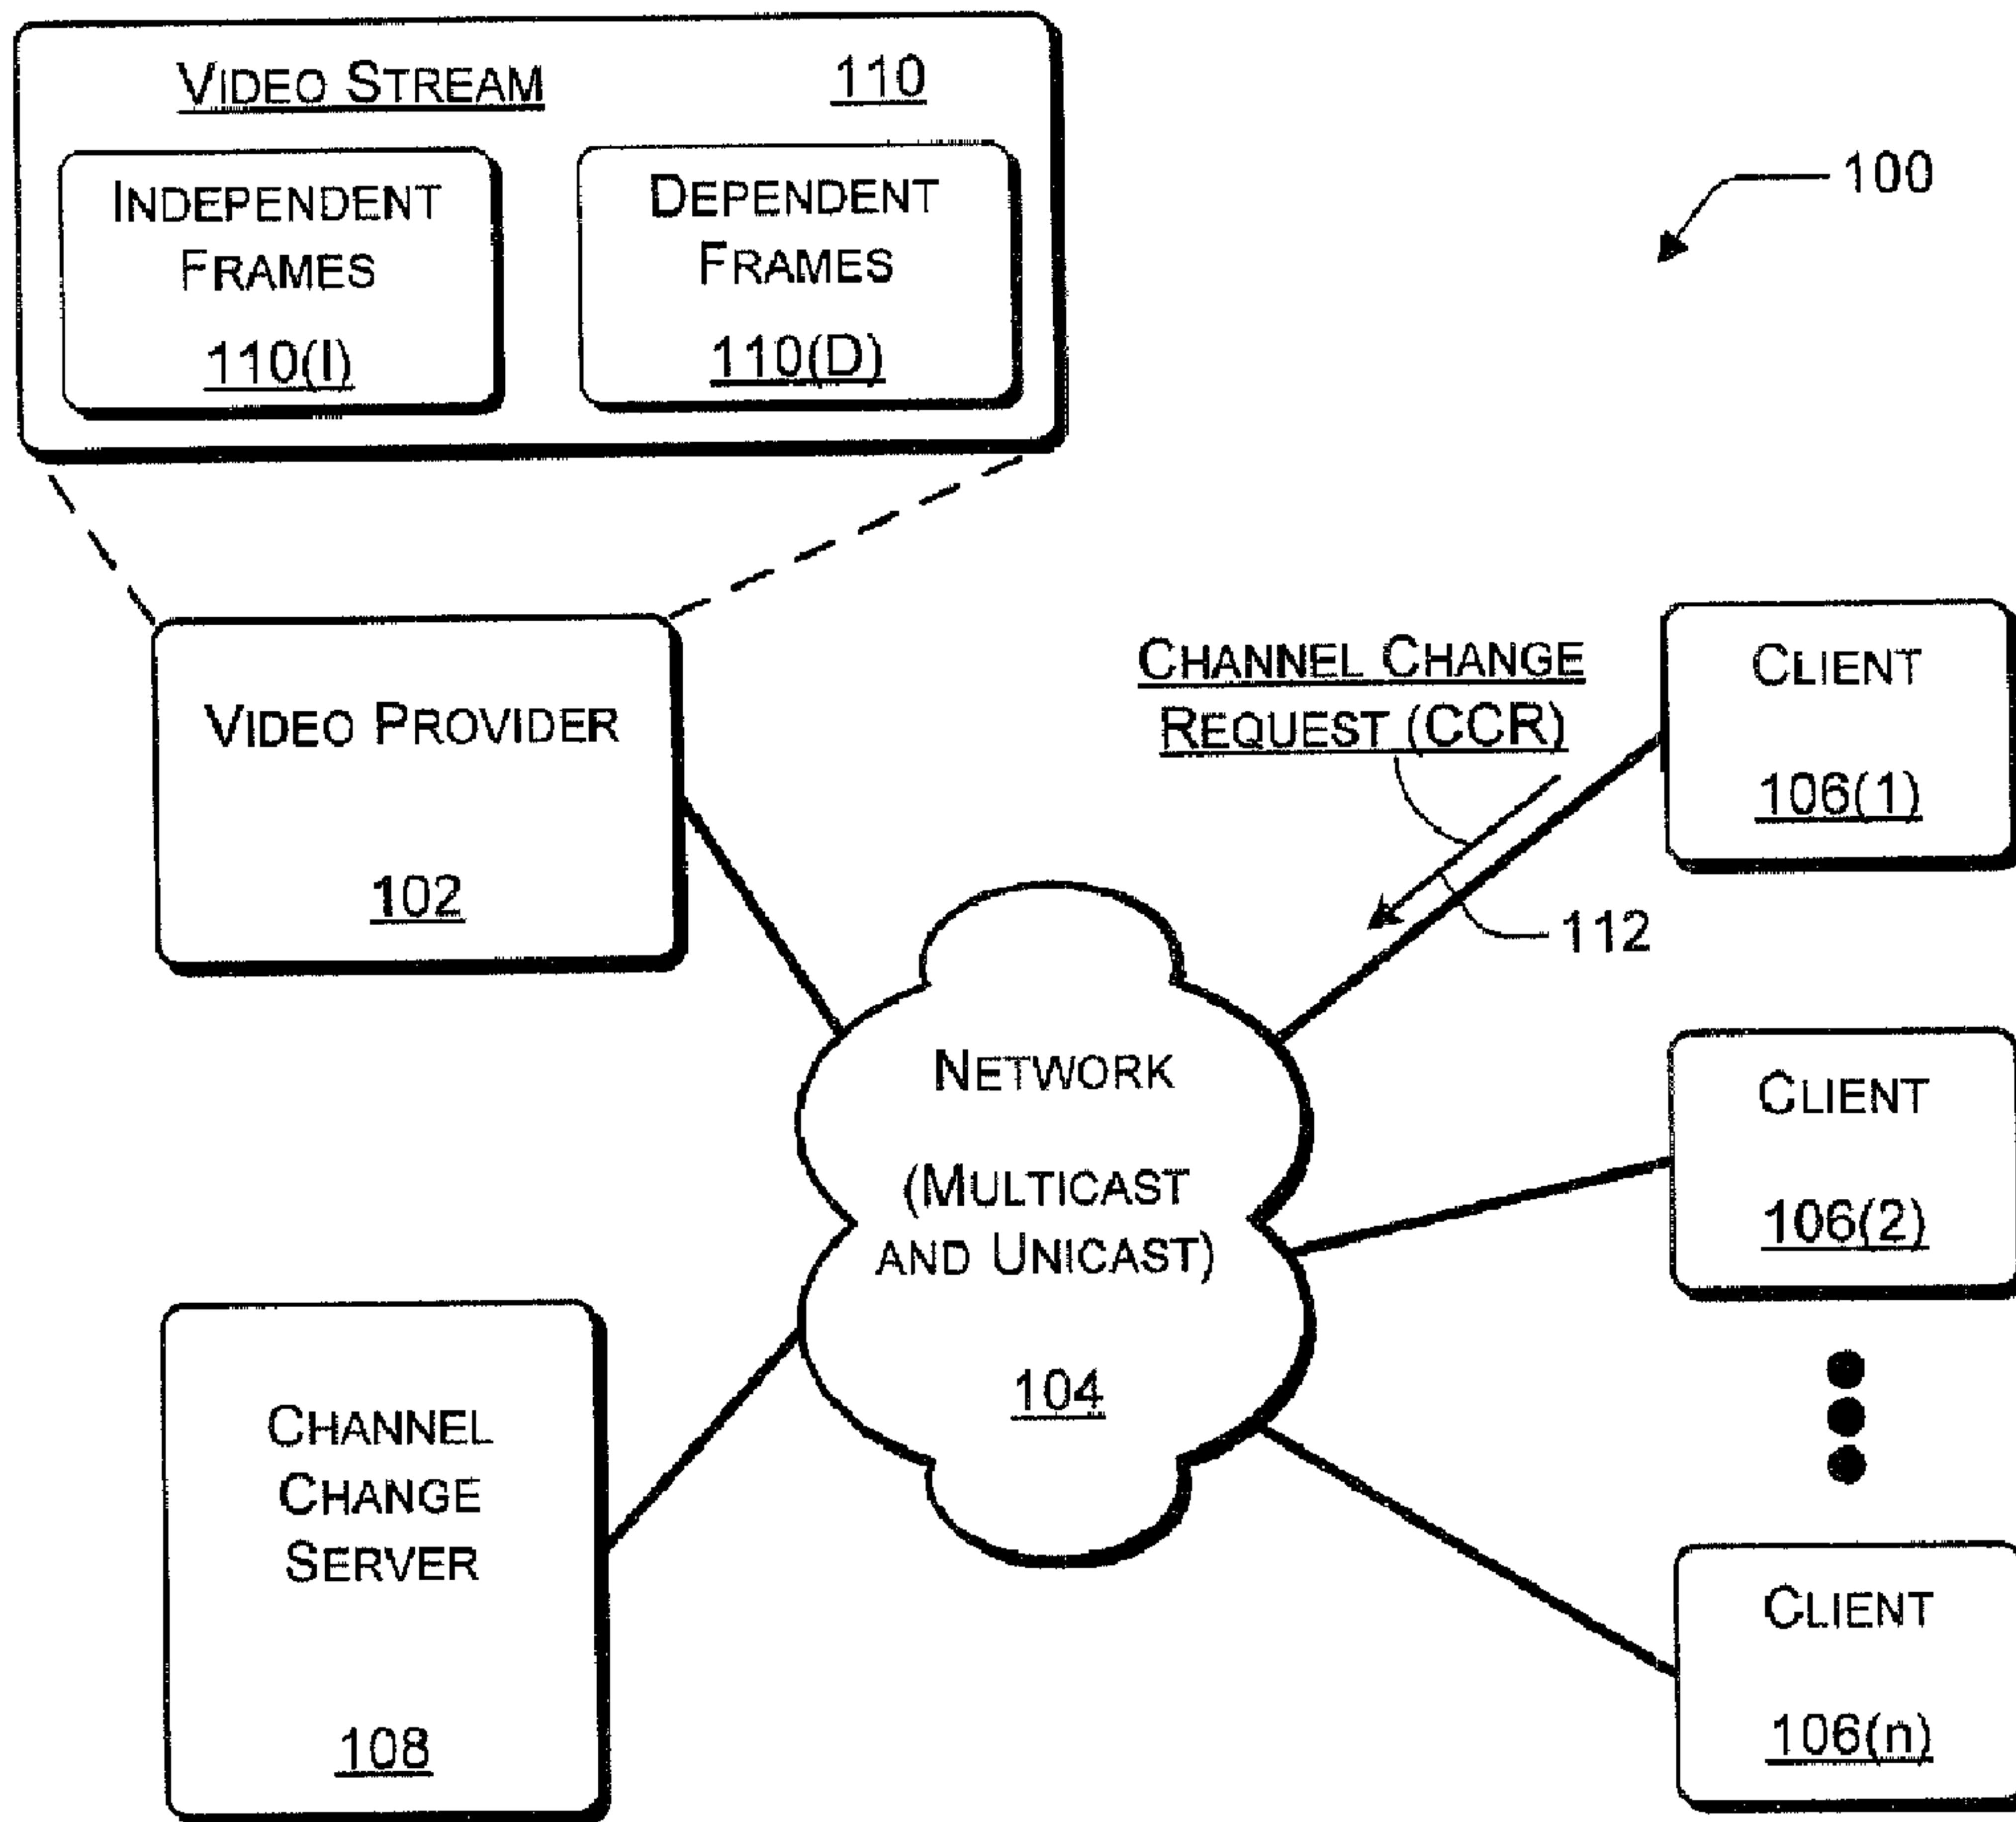 VIDEO STREAM 110
INDEPENDENT
FRAMES
110(I)
DEPENDENT
FRAMES
110(D)
100
VIDEO PROVIDER
102
CHANNEL CHANGE
REQUEST (CCR)
112
CLIENT
106(1)
NETWORK
(MULTICAST
AND UNICAST)
104
CLIENT
106(2)
CHANNEL
CHANGE
SERVER
108
CLIENT
106(n)